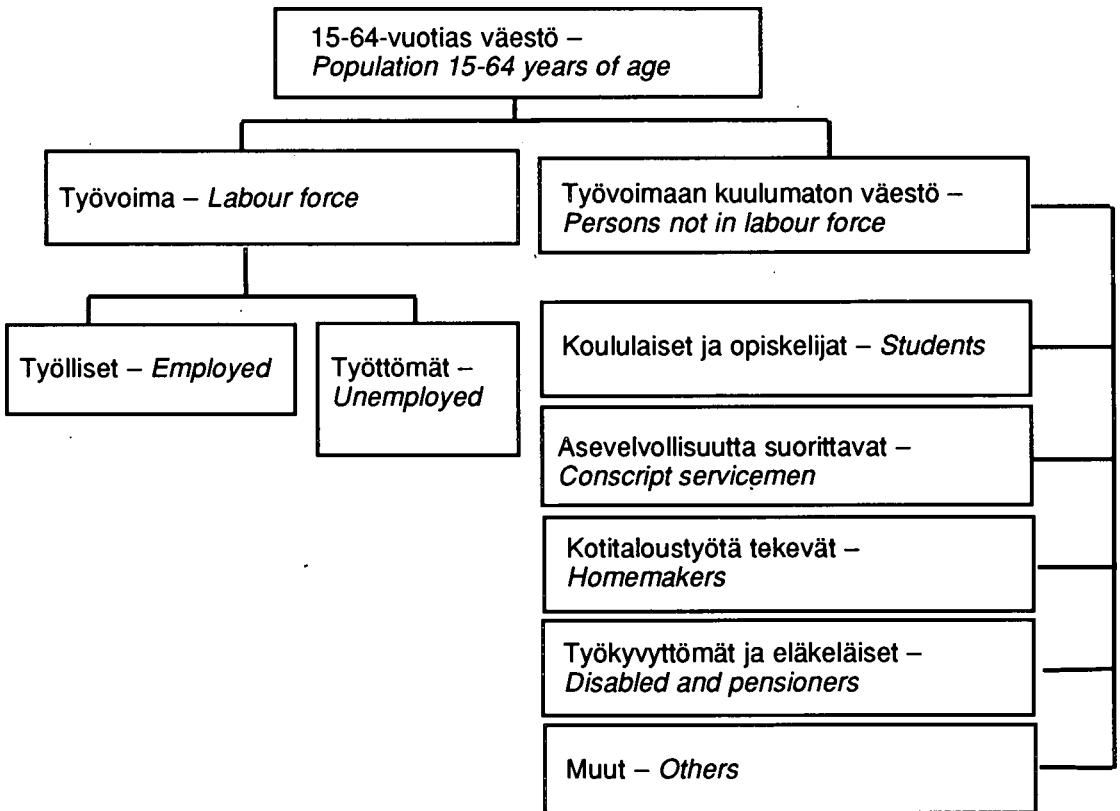 15-64-vuotias väestö –
Population 15-64 years of age
Työvoima – Labour force
Työvoimaan kuulumaton väestö –
Persons not in labour force
Työlliset – Employed
Työttömät –
Unemployed
Koululaiset ja opiskelijat – Students
Asevelvollisuutta suorittavat –
Conscript servicemen
Kotitaloustyötä tekevät –
Homemakers
Työkyvyttömät ja eläkeläiset –
Disabled and pensioners
Muut – Others